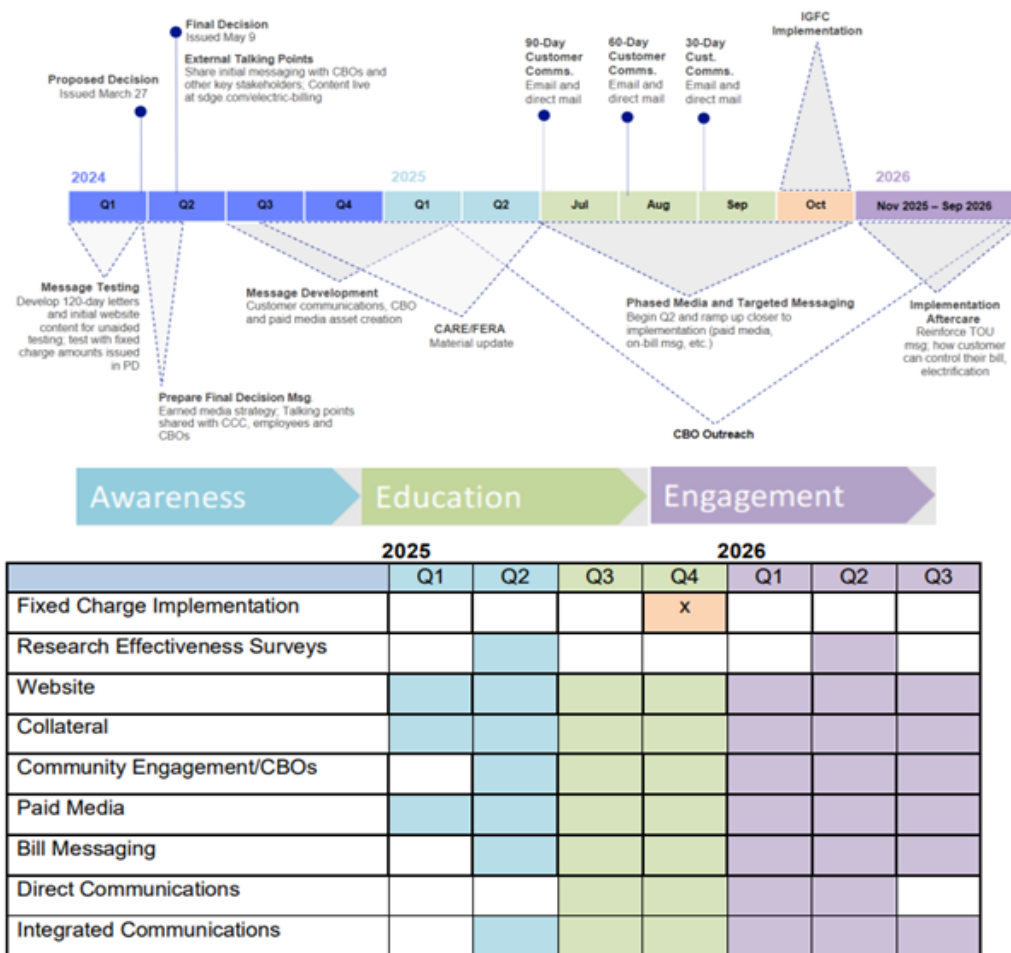 Final Decision
Issued May 9
External Talking Points
Share initial messaging with CBOs and
other key stakeholders; Content live
at sdge.com/electric-billing
Proposed Decision
Issued March 27
90-Day
Customer
Comms.
Email and
direct mail
60-Day
Customer
Comms.
Email and
direct mail
30-Day
Cust.
Comms.
Email and
direct mail
IGFC
Implementation
2024
2025
2026
Q1
Q2
Q3
Q4
Q1
Q2
Jul
Aug
Sep
Oct
Nov 2025 – Sep 2026
Message Testing
Develop 120-day letters
and initial website
content for unaided
testing; test with fixed
charge amounts issued
in PD
Prepare Final Decision Msg.
Earned media strategy; Talking points
shared with CCC, employees and
CBOs
Message Development
Customer communications, CBO
and paid media asset creation
CARE/FERA
Material update
Phased Media and Targeted Messaging
Begin Q2 and ramp up closer to
implementation (paid media,
on-bill msg, etc.)
CBO Outreach
Implementation
Aftercare
Reinforce TOU
msg; how customer
can control their bill,
electrification
Awareness
Education
Engagement
2025 2026
Q1 Q2 Q3 Q4 Q1 Q2 Q3
Fixed Charge Implementation x
Research Effectiveness Surveys
Website
Collateral
Community Engagement/CBOs
Paid Media
Bill Messaging
Direct Communications
Integrated Communications